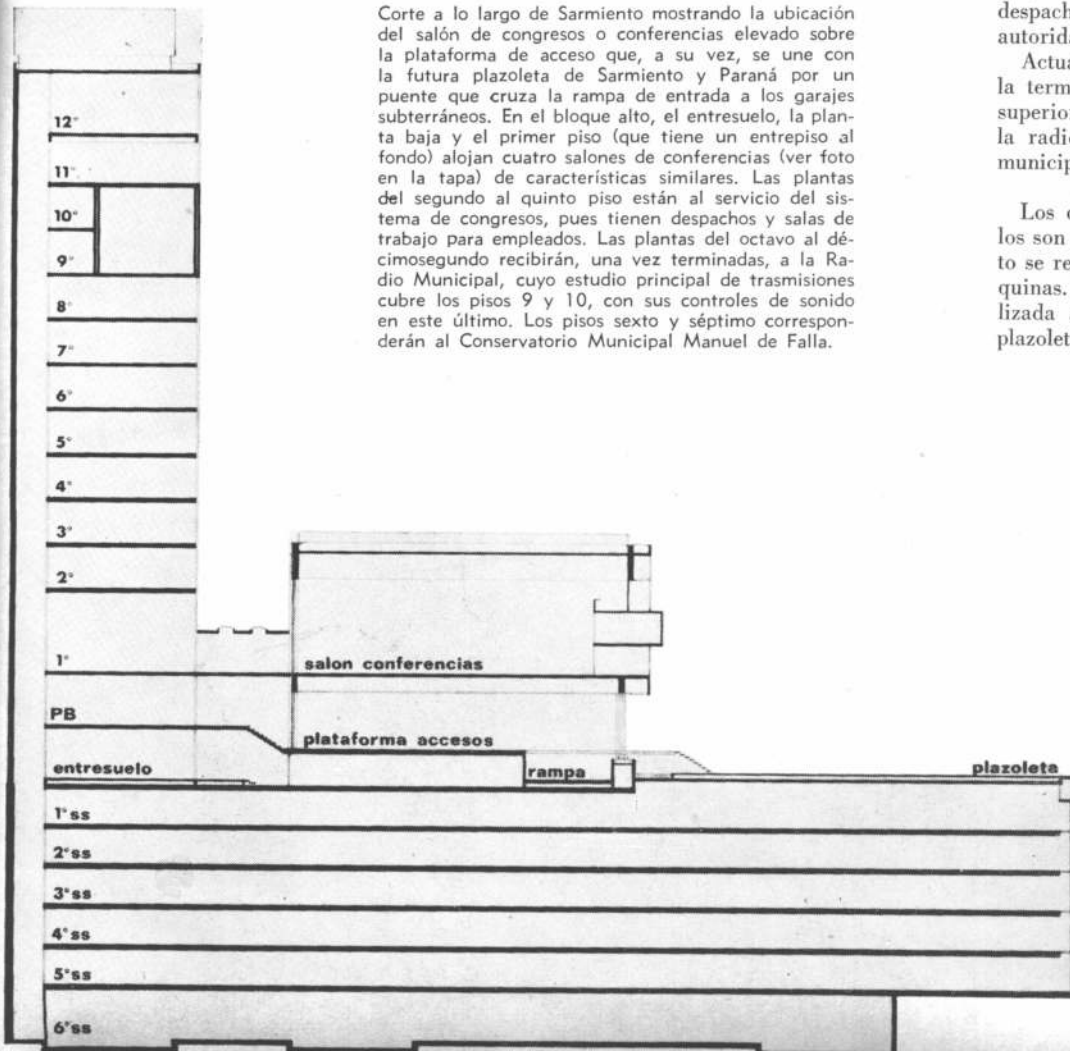 Corte a lo largo de Sarmiento mostrando la ubicación
del salón de congresos o conferencias elevado sobre
la plataforma de acceso que, a su vez, se une con
la futura plazoleta de Sarmiento y Paraná por un
puente que cruza la rampa de entrada a los garajes
subterráneos. En el bloque alto, el entresuelo, la plan-
ta baja y el primer piso (que tiene un entrepiso al
fondo) alojan cuatro salones de conferencias (ver foto
en la tapa) de características similares. Las plantas
del segundo al quinto piso están al servicio del sis-
tema de congresos, pues tienen despachos y salas de
trabajo para empleados. Las plantas del octavo al dé-
cimosegundo recibirán, una vez terminadas, a la Ra-
dio Municipal, cuyo estudio principal de trasmisiones
cubre los pisos 9 y 10, con sus controles de sonido
en este último. Los pisos sexto y séptimo correspon-
derán al Conservatorio Municipal Manuel de Falla.
despach
autorida
Actua
la term
superior
la radio
municip
Los
los son
to se re
quinas.
lizada
plazolet
12°
11°
10°
9°
8°
7°
6°
5°
4°
3°
2°
1°
salon conferencias
PB
plataforma accesos
entresuelo
rampa
plazoleta
1°ss
2°ss
3°ss
4°ss
5°ss
6°ss